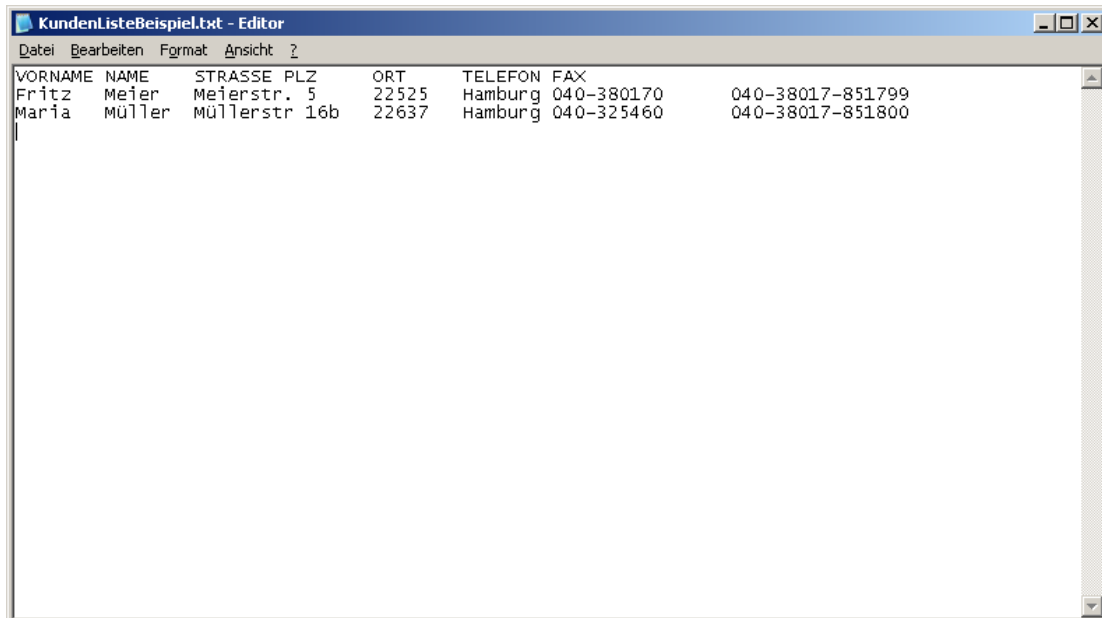 KundenListeBeispiel.txt - Editor
Datei Bearbeiten Format Ansicht ?
VORNAME NAME STRASSE PLZ ORT TELEFON FAX
Fritz Meier Meierstr. 5 22525 Hamburg 040-380170 040-38017-851799
Maria Müller Müllerstr 16b 22637 Hamburg 040-325460 040-38017-851800